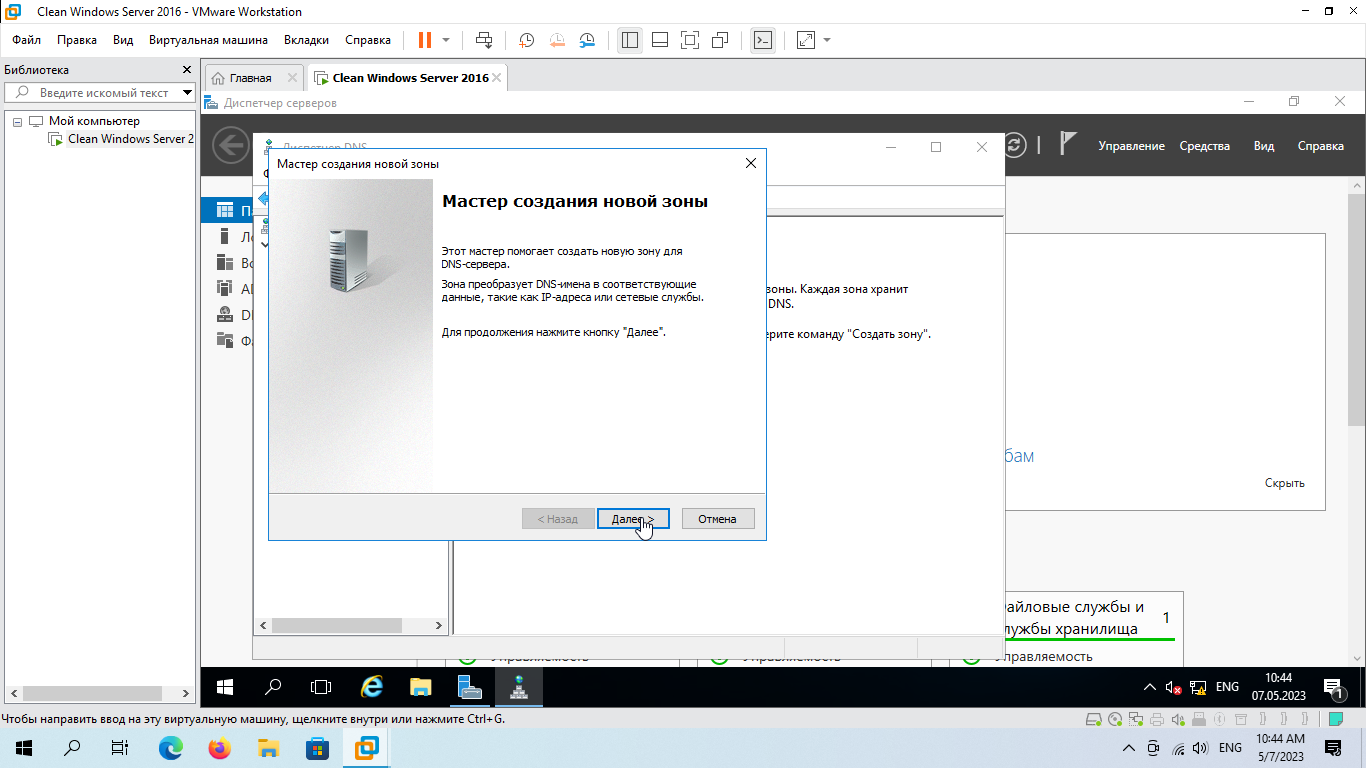 Clean Windows Server 2016 - VMware Workstation
Файл Правка Вид Виртуальная машина Вкладки Справка
Библиотека
Введите искомый текст
Мой компьютер
Clean Windows Server 2
Главная
Clean Windows Server 2016
Диспетчер серверов
Управление Средства Вид Справка
Диспетчер DNS
Мастер создания новой зоны
Мастер создания новой зоны
Этот мастер помогает создать новую зону для
DNS-сервера.
Зона преобразует DNS-имена в соответствующие
данные, такие как IP-адреса или сетевые службы.
Для продолжения нажмите кнопку "Далее".
< Назад
Далее >
Отмена
зоны. Каждая зона хранит
DNS.
ерите команду "Создать зону".
бам
Скрыть
айловые службы и
лужбы хранилища
1
Управляемость
Управляемость
Управляемость
ENG
10:44
07.05.2023
1
Чтобы направить ввод на эту виртуальную машину, щелкните внутри или нажмите Ctrl+G.
ENG
10:44 AM
5/7/2023